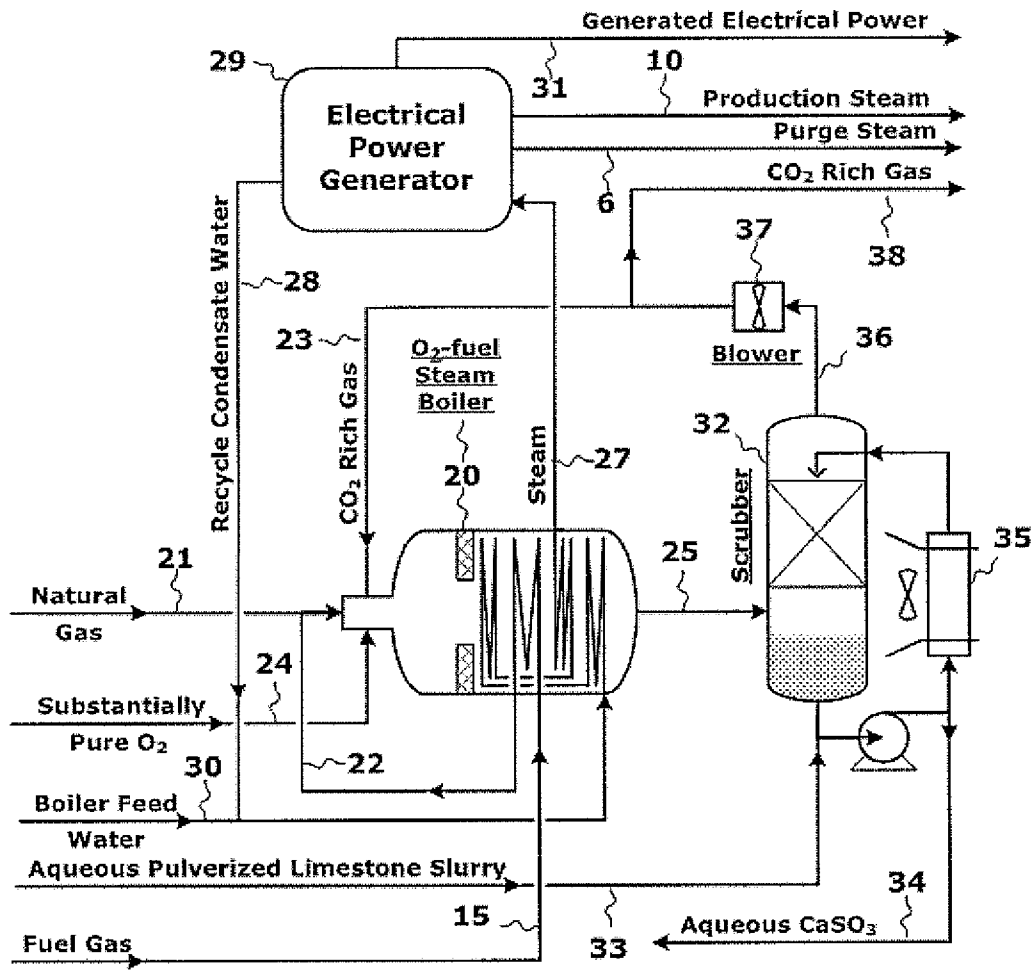 Generated Electrical Power
29
31
10
Electrical
Power
Generator
Production Steam
Purge Steam
6
CO₂ Rich Gas
38
37
Recycle Condensate Water
28
23
CO₂ Rich Gas
O₂-fuel
Steam
Boiler
20
Steam
27
Blower
36
32
Scrubber
35
21
Natural
Gas
25
24
Substantially
Pure O₂
22
30
Boiler Feed
Water
Aqueous Pulverized Limestone Slurry
15
33
34
Aqueous CaSO₃
Fuel Gas